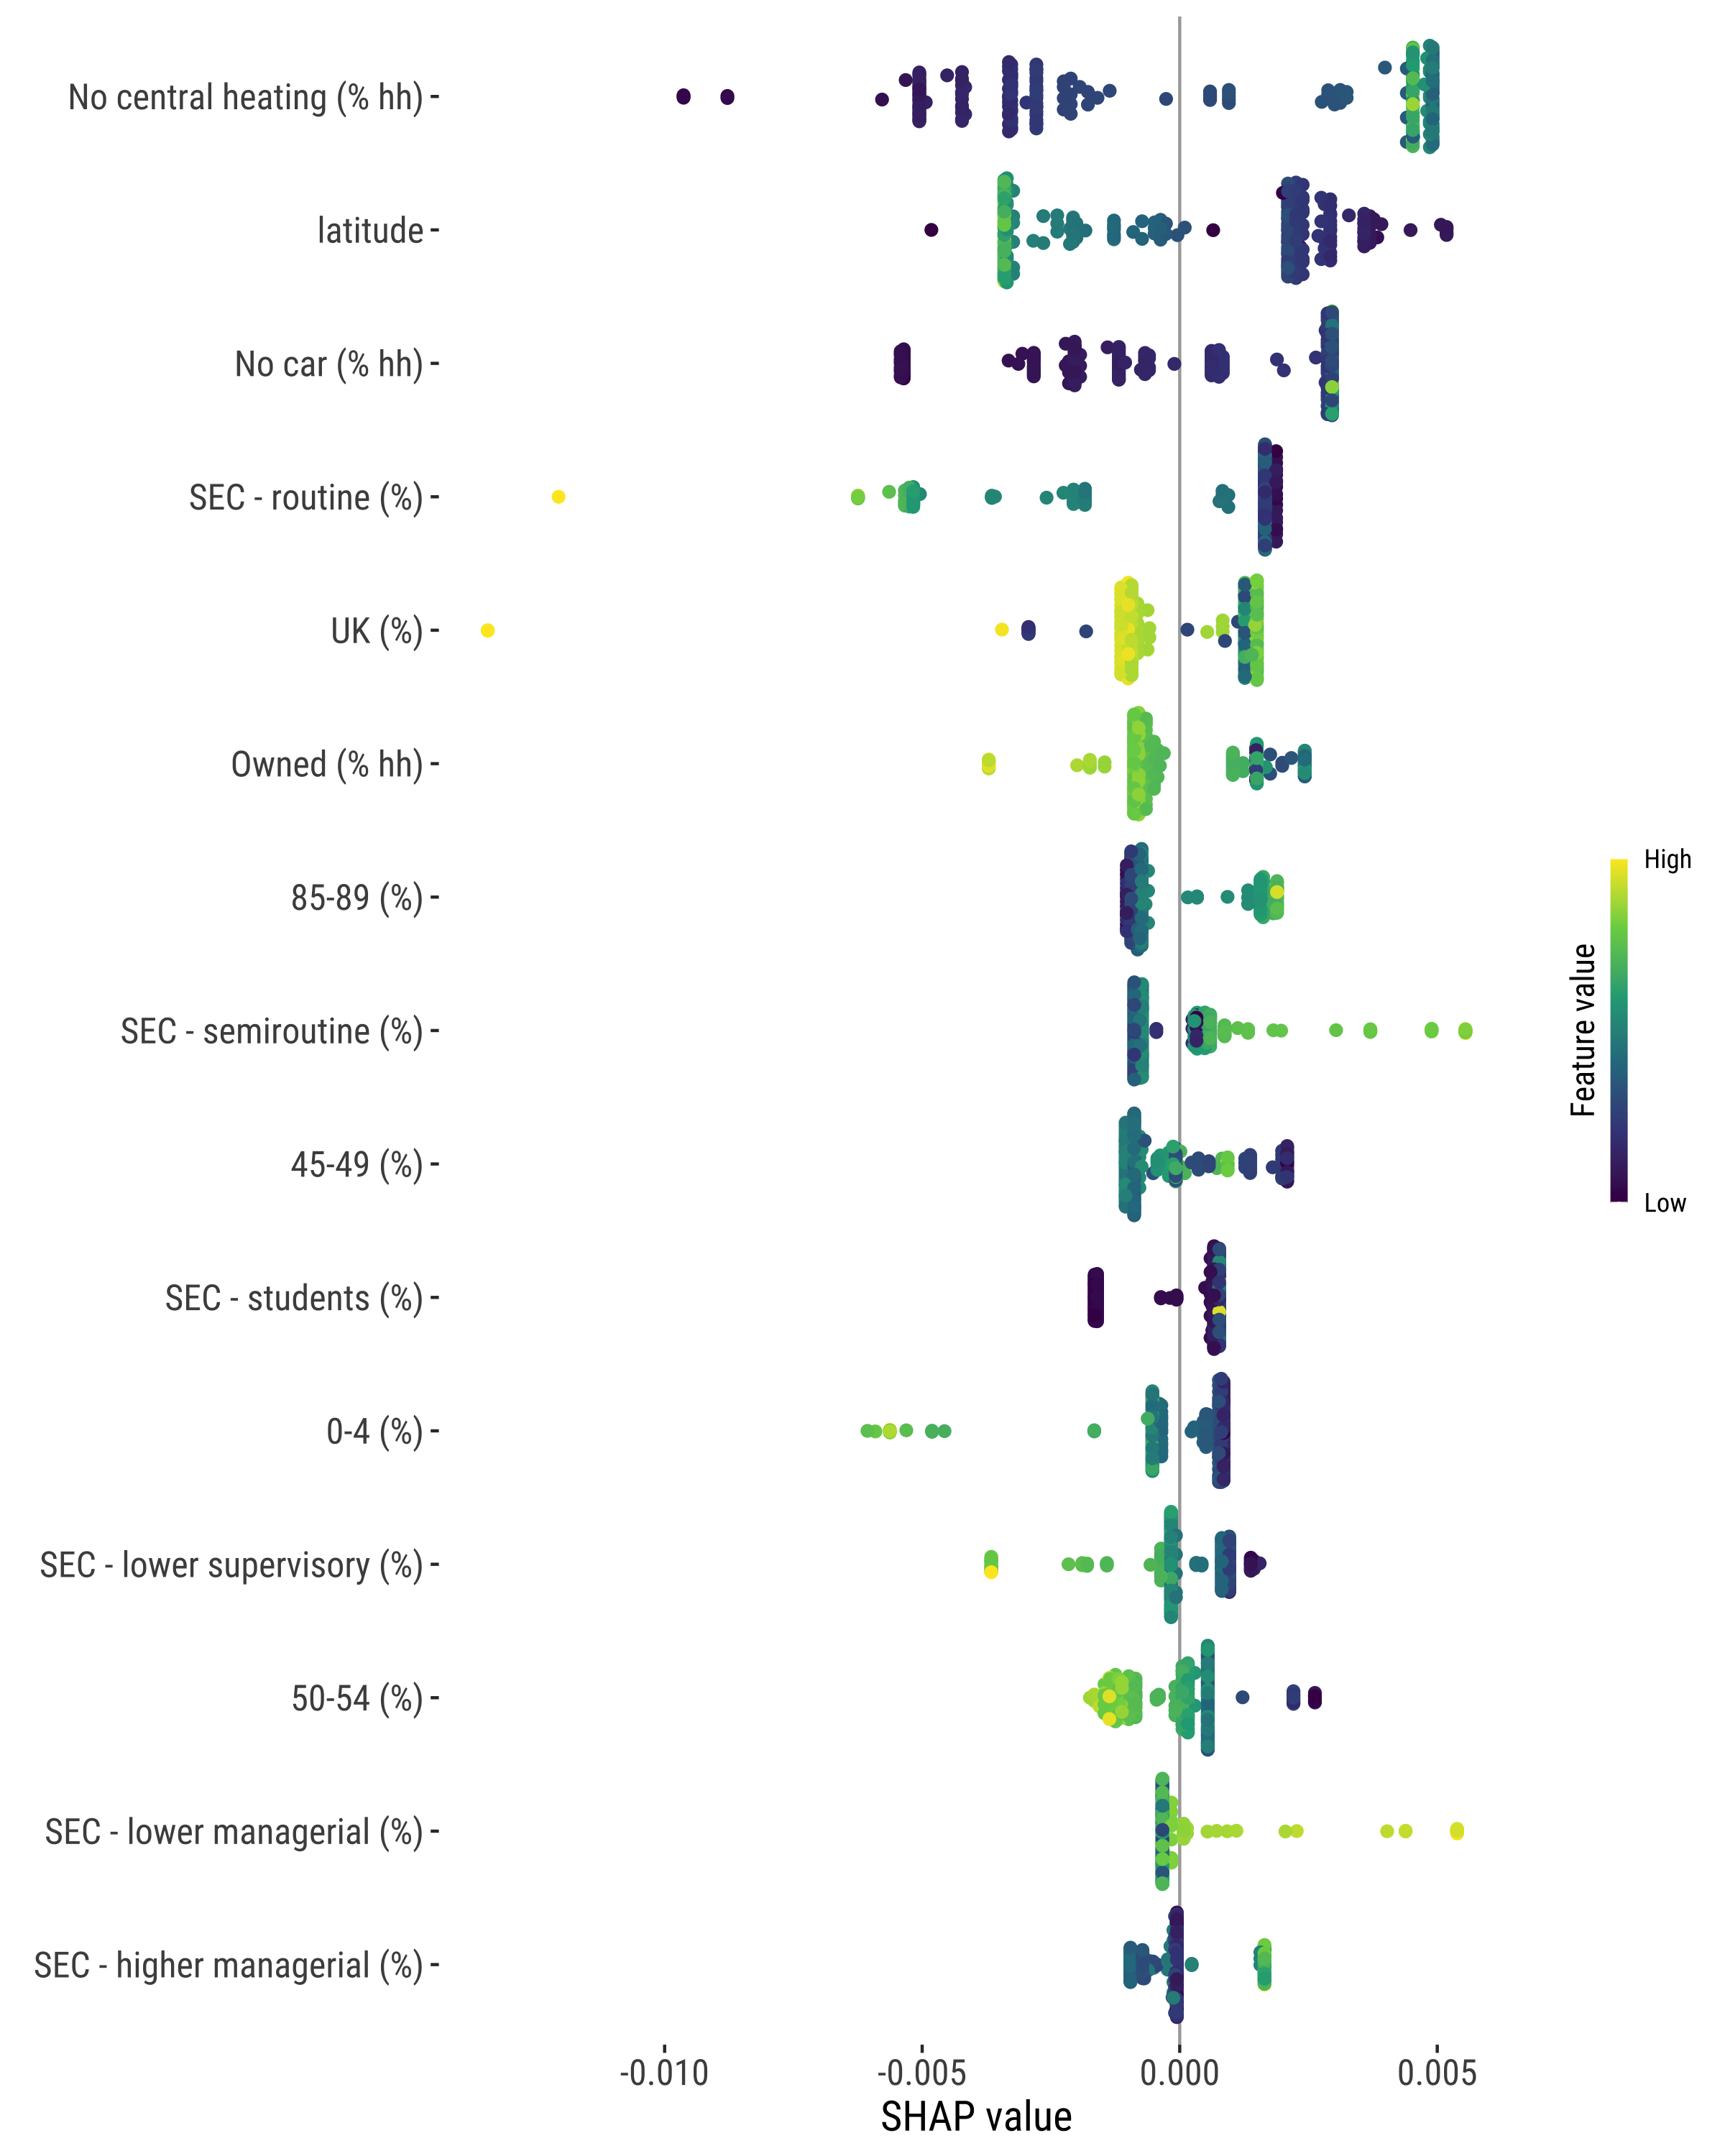 No central heating (% hh)
latitude
No car (% hh)
SEC - routine (%)
UK (%)
Owned (% hh)
85-89 (%)
SEC - semiroutine (%)
45-49 (%)
SEC - students (%)
0-4 (%)
SEC - lower supervisory (%)
50-54 (%)
SEC - lower managerial (%)
SEC - higher managerial (%)
-0.010 -0.005 0.000 0.005
SHAP value
High
Feature value
Low